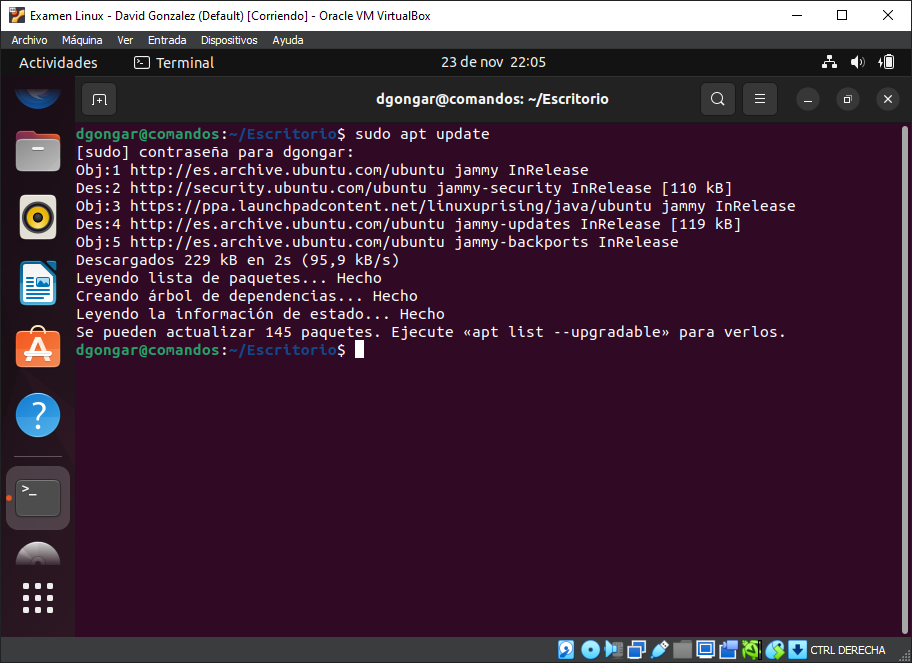 Examen Linux - David Gonzalez (Default) [Corriendo] - Oracle VM VirtualBox
Archivo Máquina Ver Entrada Dispositivos Ayuda
Actividades Terminal 23 de nov 22:05
dgongar@comandos: ~/Escritorio
dgongar@comandos:~/Escritorio$ sudo apt update
[sudo] contraseña para dgongar:
Obj:1 http://es.archive.ubuntu.com/ubuntu jammy InRelease
Des:2 http://security.ubuntu.com/ubuntu jammy-security InRelease [110 kB]
Obj:3 https://ppa.launchpadcontent.net/linuxuprising/java/ubuntu jammy InRelease
Des:4 http://es.archive.ubuntu.com/ubuntu jammy-updates InRelease [119 kB]
Obj:5 http://es.archive.ubuntu.com/ubuntu jammy-backports InRelease
Descargados 229 kB en 2s (95,9 kB/s)
Leyendo lista de paquetes... Hecho
Creando árbol de dependencias... Hecho
Leyendo la información de estado... Hecho
Se pueden actualizar 145 paquetes. Ejecute «apt list --upgradable» para verlos.
dgongar@comandos:~/Escritorio$
CTRL DERECHA